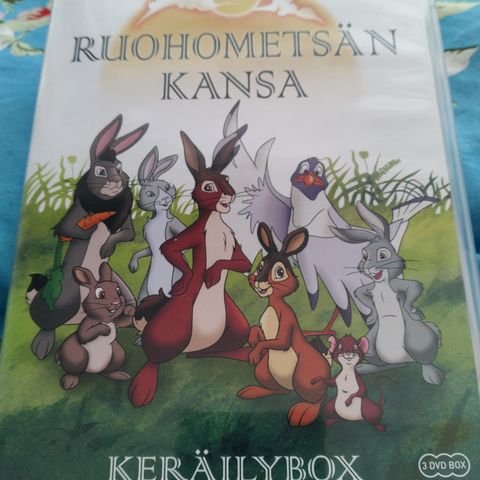 RUOHOMETSÄN
KANSA
KERÄILYBOX
3 DVD BOX